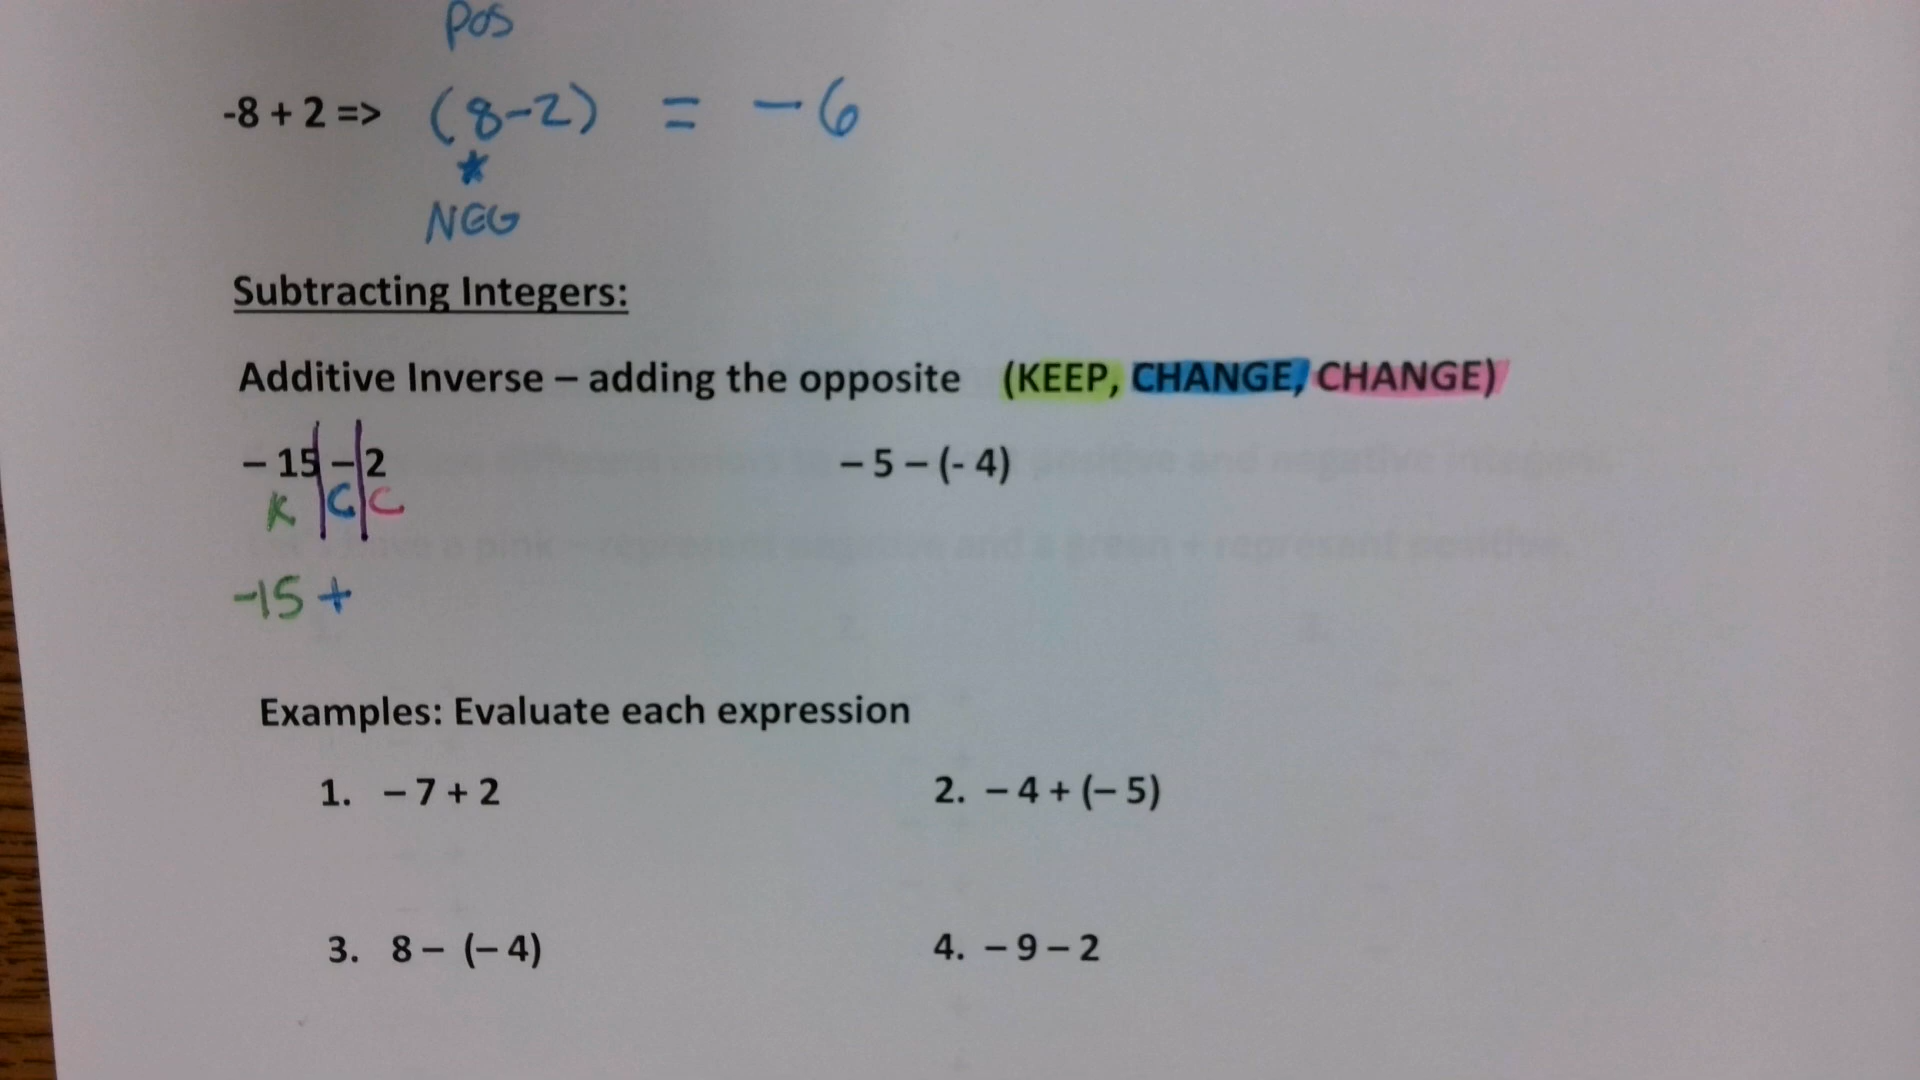 POS
-8 + 2 => (8-2) = -6
NEG
Subtracting Integers:
Additive Inverse – adding the opposite (KEEP, CHANGE, CHANGE)
– 15 – 2 – 5 – (- 4)
K C C
-15 +
Examples: Evaluate each expression
1. – 7 + 2 2. – 4 + (– 5)
3. 8 – (– 4) 4. – 9 – 2